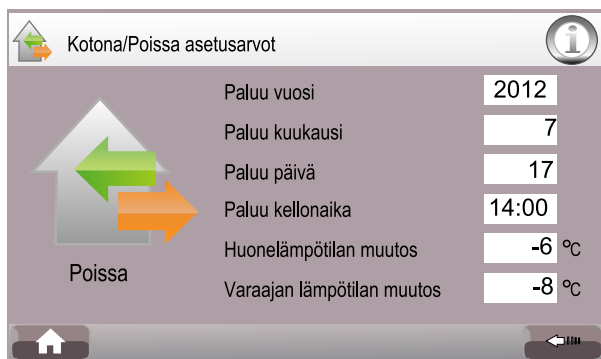 Kotona/Poissa asetusarvot
Paluu vuosi 2012
Paluu kuukausi 7
Paluu päivä 17
Paluu kellonaika 14:00
Huonelämpötilan muutos -6 °C
Varaajan lämpötilan muutos -8 °C
Poissa